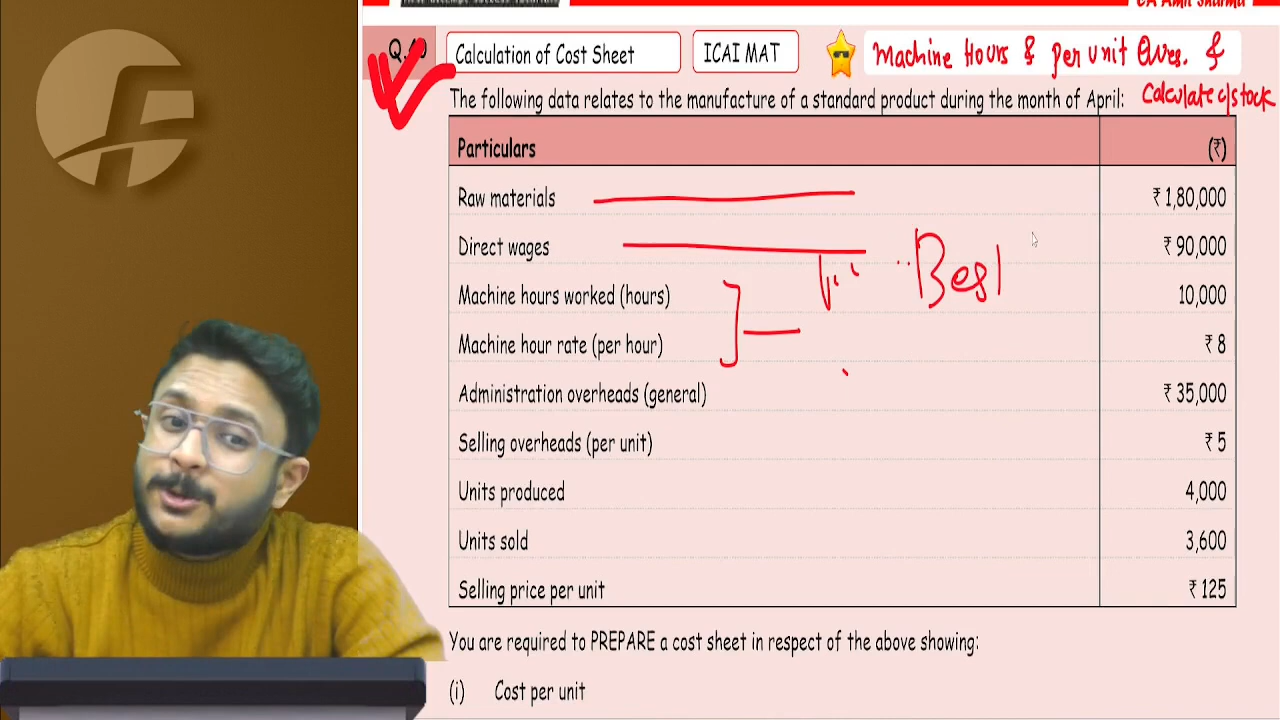 CA Amit Sharma
Q.
Calculation of Cost Sheet
ICAI MAT
Machine Hours & per unit Overs. &
Calculate c/stock
The following data relates to the manufacture of a standard product during the month of April:
Particulars (₹)
Raw materials ₹ 1,80,000
Direct wages ₹ 90,000
Best
Machine hours worked (hours) 10,000
Machine hour rate (per hour) ₹ 8
Administration overheads (general) ₹ 35,000
Selling overheads (per unit) ₹ 5
Units produced 4,000
Units sold 3,600
Selling price per unit ₹ 125
You are required to PREPARE a cost sheet in respect of the above showing:
(i) Cost per unit